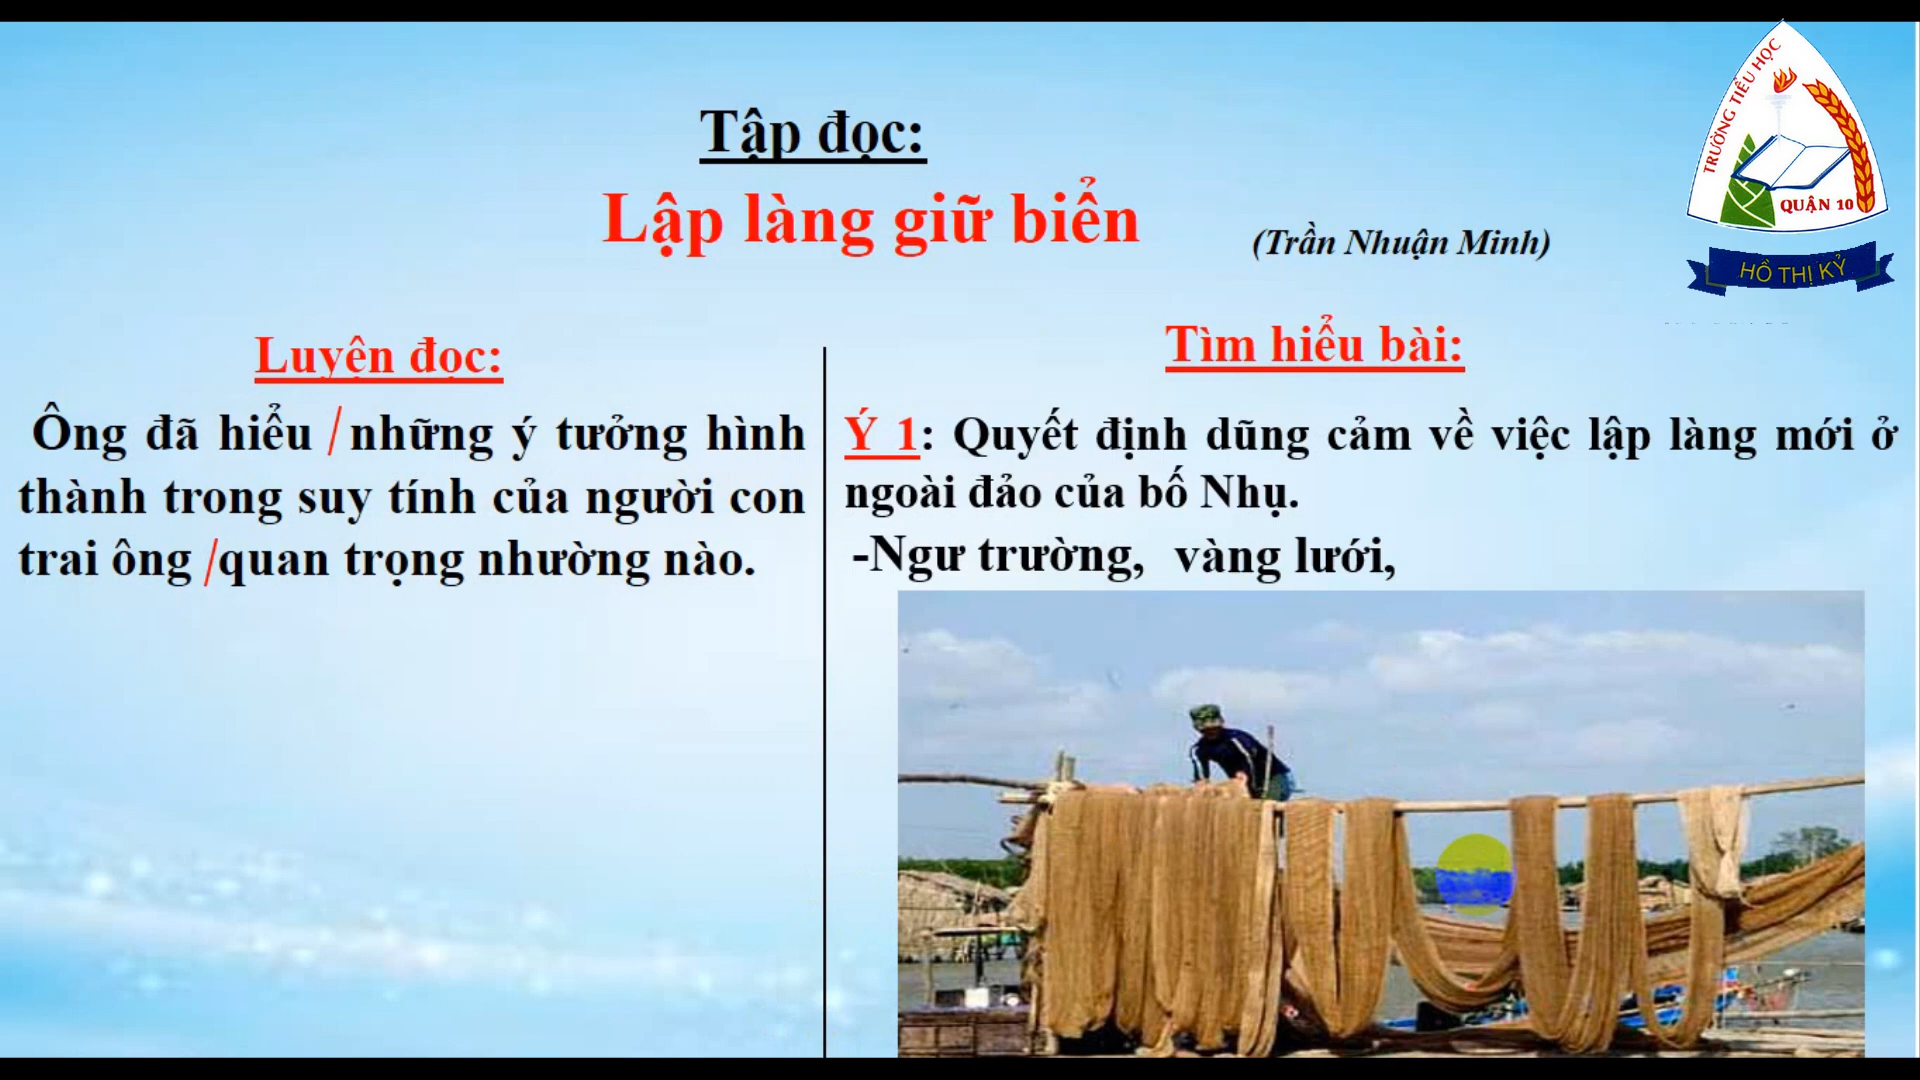 TRƯỜNG TIỂU HỌC
QUẬN 10
HỒ THỊ KỶ
Tập đọc:
Lập làng giữ biển
(Trần Nhuận Minh)
Luyện đọc:
Ông đã hiểu / những ý tưởng hình
thành trong suy tính của người con
trai ông /quan trọng nhường nào.
Tìm hiểu bài:
Ý 1: Quyết định dũng cảm về việc lập làng mới ở
ngoài đảo của bố Nhụ.
-Ngư trường, vàng lưới,